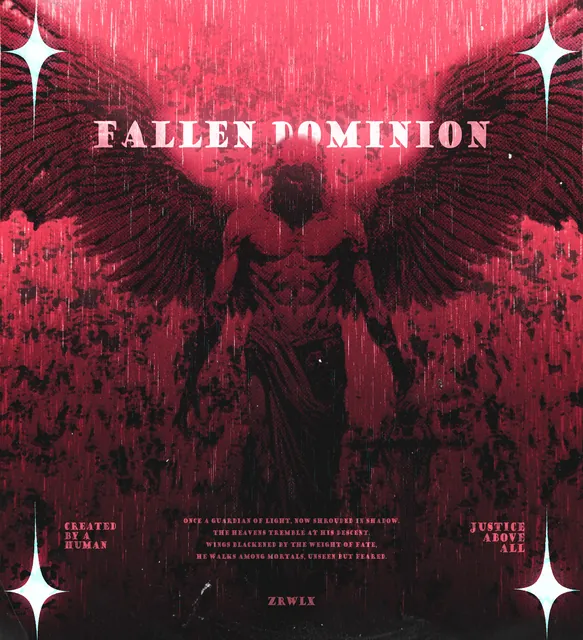 FALLEN DOMINION
CREATED
BY A
HUMAN
ONCE A GUARDIAN OF LIGHT, NOW SHROUDED IN SHADOW.
THE HEAVENS TREMBLE AT HIS DESCENT.
WINGS BLACKENED BY THE WEIGHT OF FATE,
HE WALKS AMONG MORTALS, UNSEEN BUT FEARED.
JUSTICE
ABOVE
ALL
ZRWLX